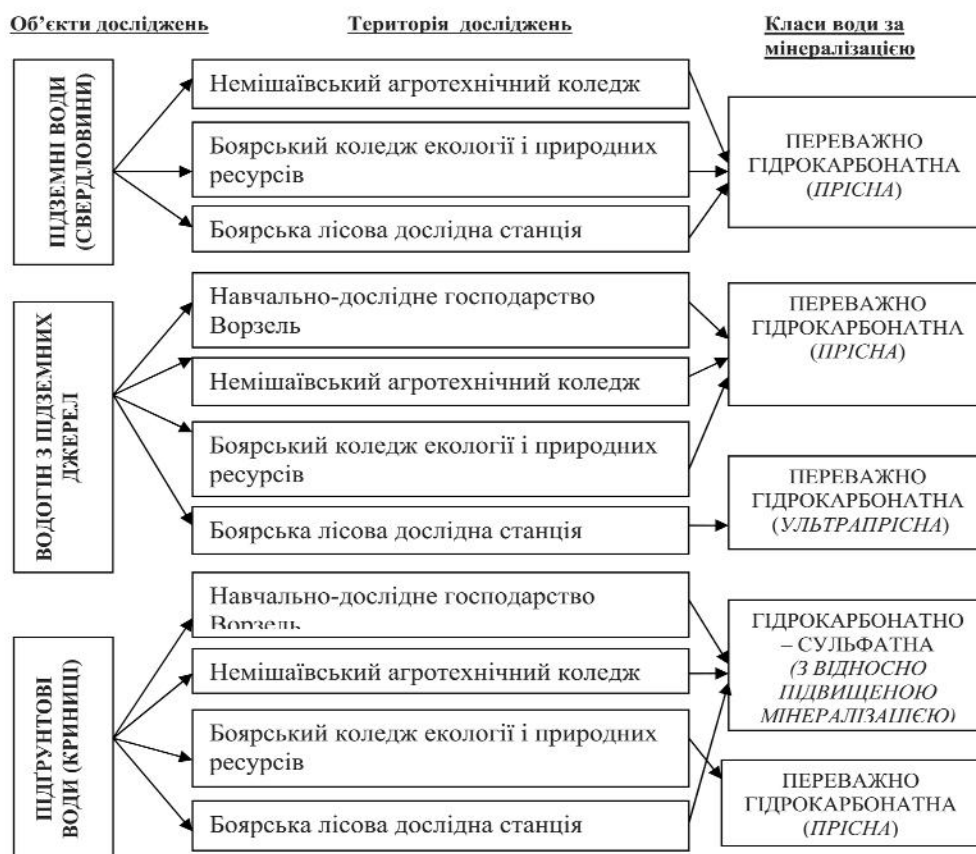 Об’єкти досліджень
Територія досліджень
Класи води за
мінералізацією
ПІДЗЕМНІ ВОДИ
(СВЕРДЛОВИНИ)
Немішаївський агротехнічний коледж
Боярський коледж екології і природних
ресурсів
Боярська лісова дослідна станція
ПЕРЕВАЖНО
ГІДРОКАРБОНАТНА
(ПРІСНА)
ВОДОГІН З ПІДЗЕМНИХ
ДЖЕРЕЛ
Навчально-дослідне господарство
Ворзель
Немішаївський агротехнічний коледж
Боярський коледж екології і природних
ресурсів
Боярська лісова дослідна станція
ПЕРЕВАЖНО
ГІДРОКАРБОНАТНА
(ПРІСНА)
ПЕРЕВАЖНО
ГІДРОКАРБОНАТНА
(УЛЬТРАПРІСНА)
ПІДҐРУНТОВІ
ВОДИ (КРИНИЦІ)
Навчально-дослідне господарство
Ворзель
Немішаївський агротехнічний коледж
Боярський коледж екології і природних
ресурсів
Боярська лісова дослідна станція
ГІДРОКАРБОНАТНО
– СУЛЬФАТНА
(З ВІДНОСНО
ПІДВИЩЕНОЮ
МІНЕРАЛІЗАЦІЄЮ)
ПЕРЕВАЖНО
ГІДРОКАРБОНАТНА
(ПРІСНА)